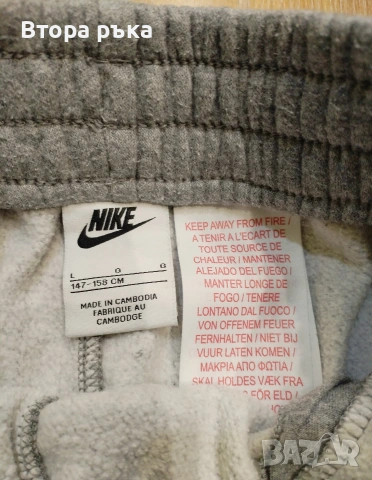 Втора ръка
NIKE
L G G
147-158 CM
MADE IN CAMBODIA
FABRIQUE AU
CAMBODGE
KEEP AWAY FROM FIRE /
A TENIR A L'ECART DE
TOUTE SOURCE DE
CHALEUR / MANTENER
ALEJADO DEL FUEGO /
MANTER LONGE DE
FOGO / TENERE
LONTANO DAL FUOCO /
VON OFFENEM FEUER
FERNHALTEN / NIET BIJ
VUUR LATEN KOMEN /
ΜΑΚΡΙΑ ΑΠΟ ΦΩΤΙΑ /
SKAL HOLDES VÆK FRA
FÖR ELD /
BAZAR